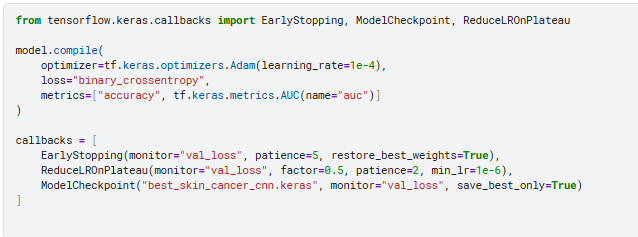 from tensorflow.keras.callbacks import EarlyStopping, ModelCheckpoint, ReduceLROnPlateau
model.compile(
    optimizer=tf.keras.optimizers.Adam(learning_rate=1e-4),
    loss="binary_crossentropy",
    metrics=["accuracy", tf.keras.metrics.AUC(name="auc")]
)
callbacks = [
    EarlyStopping(monitor="val_loss", patience=5, restore_best_weights=True),
    ReduceLROnPlateau(monitor="val_loss", factor=0.5, patience=2, min_lr=1e-6),
    ModelCheckpoint("best_skin_cancer_cnn.keras", monitor="val_loss", save_best_only=True)
]